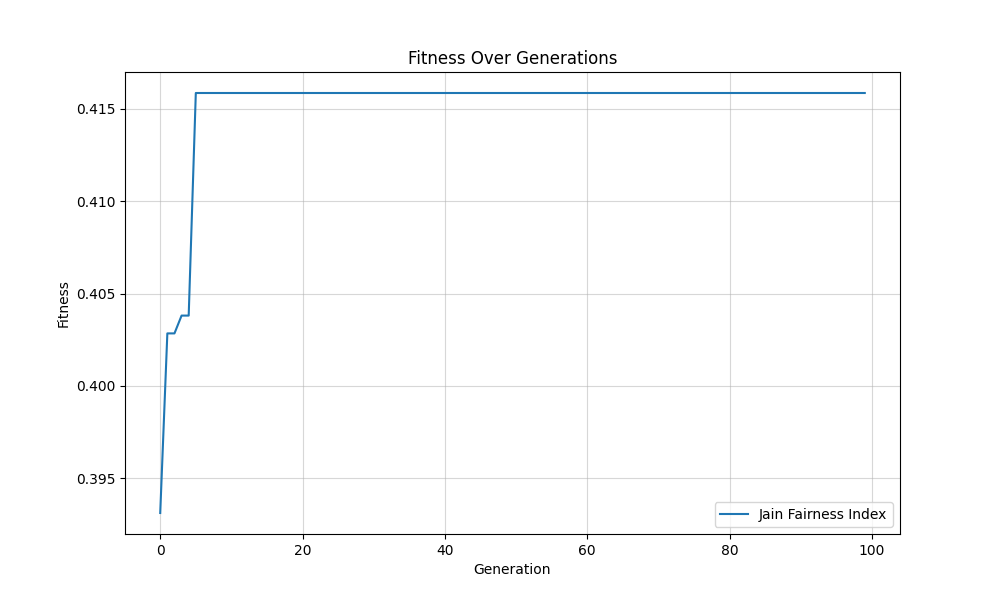 Fitness Over Generations
0.415
0.410
0.405
0.400
0.395
Fitness
0 20 40 60 80 100
Generation
Jain Fairness Index